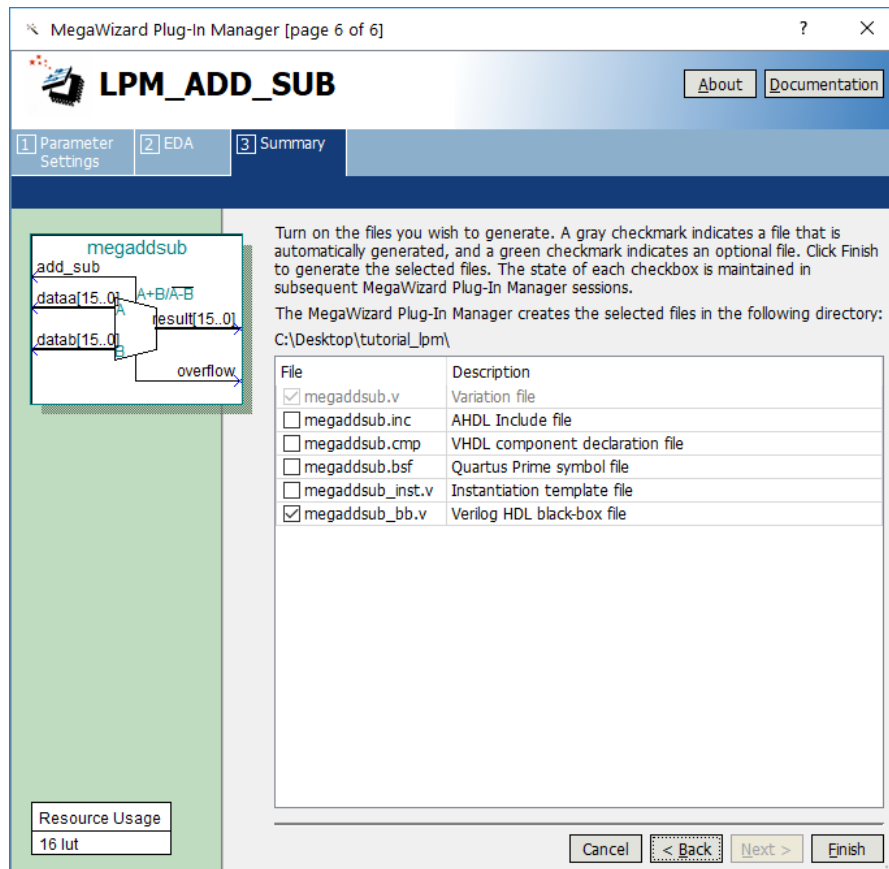 MegaWizard Plug-In Manager [page 6 of 6]
?
LPM_ADD_SUB
About
Documentation
1 Parameter
Settings
2 EDA
3 Summary
megaddsub
add_sub
dataa[15..0]
A+B/A-B
A
result[15..0]
datab[15..0]
B
overflow
Turn on the files you wish to generate. A gray checkmark indicates a file that is
automatically generated, and a green checkmark indicates an optional file. Click Finish
to generate the selected files. The state of each checkbox is maintained in
subsequent MegaWizard Plug-In Manager sessions.
The MegaWizard Plug-In Manager creates the selected files in the following directory:
C:\Desktop\tutorial_lpm\
File Description
megaddsub.v Variation file
megaddsub.inc AHDL Include file
megaddsub.cmp VHDL component declaration file
megaddsub.bsf Quartus Prime symbol file
megaddsub_inst.v Instantiation template file
megaddsub_bb.v Verilog HDL black-box file
Resource Usage
16 lut
Cancel
< Back
Next >
Finish